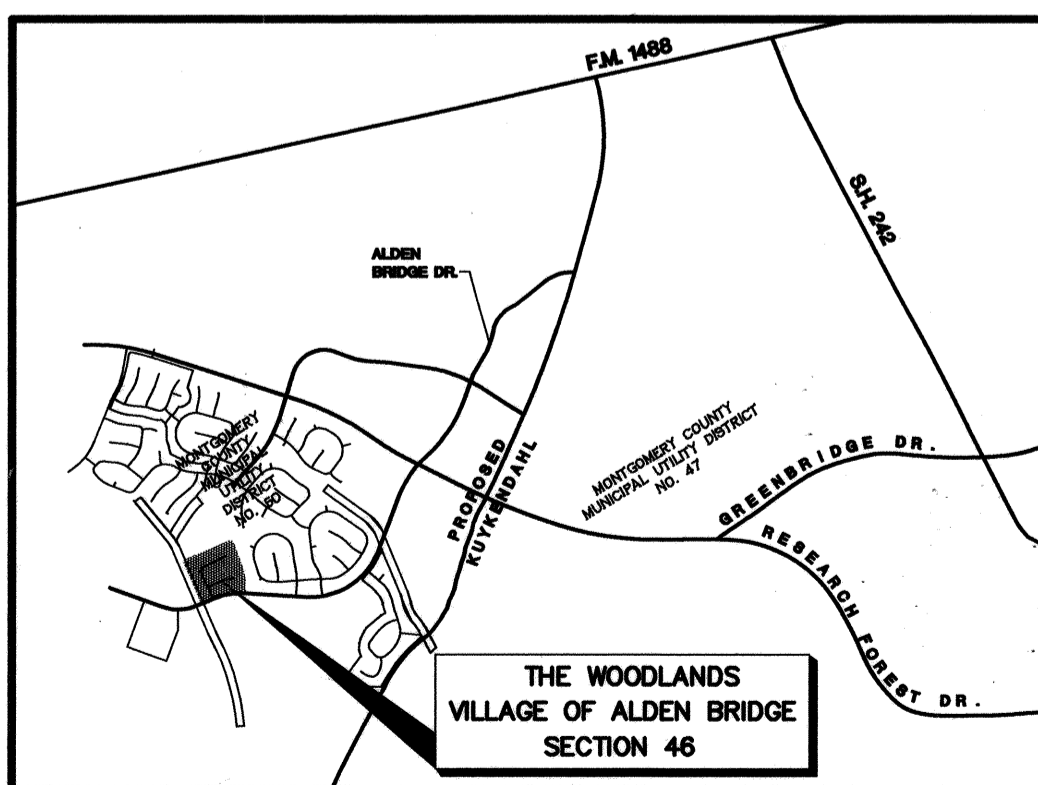 F.M. 1488
S.H. 242
ALDEN
BRIDGE DR.
MONTGOMERY
COUNTY
MUNICIPAL
UTILITY
DISTRICT
NO. 60
PROPOSED
KUYKENDAHL
MONTGOMERY COUNTY
MUNICIPAL UTILITY DISTRICT
NO. 47
GREENBRIDGE DR.
RESEARCH FOREST DR.
THE WOODLANDS
VILLAGE OF ALDEN BRIDGE
SECTION 46